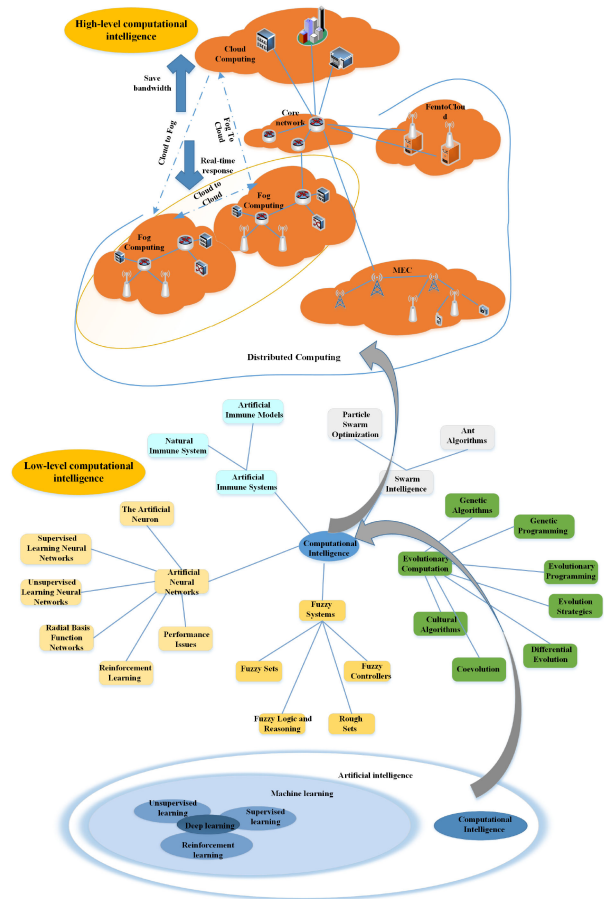 High-level computational
intelligence
Cloud
Computing
Save
bandwidth
Core
network
FemtoClou
d
Cloud to Fog
Fog To
Cloud
Real-time
response
Cloud to
Cloud
Fog
Computing
Fog
Computing
MEC
Distributed Computing
Artificial
Immune Models
Particle
Swarm
Optimization
Ant
Algorithms
Natural
Immune System
Low-level computational
intelligence
Artificial
Immune Systems
Swarm
Intelligence
The Artificial
Neuron
Genetic
Algorithms
Genetic
Programming
Supervised
Learning Neural
Networks
Computational
Intelligence
Evolutionary
Computation
Evolutionary
Programming
Unsupervised
Learning Neural
Networks
Artificial
Neural
Networks
Evolution
Strategies
Fuzzy
Systems
Radial Basis
Function
Networks
Performance
Issues
Cultural
Algorithms
Differential
Evolution
Reinforcement
Learning
Fuzzy Sets
Fuzzy
Controllers
Coevolution
Fuzzy Logic and
Reasoning
Rough
Sets
Artificial intelligence
Machine learning
Unsupervised
learning
Supervised
learning
Deep learning
Reinforcement
learning
Computational
Intelligence